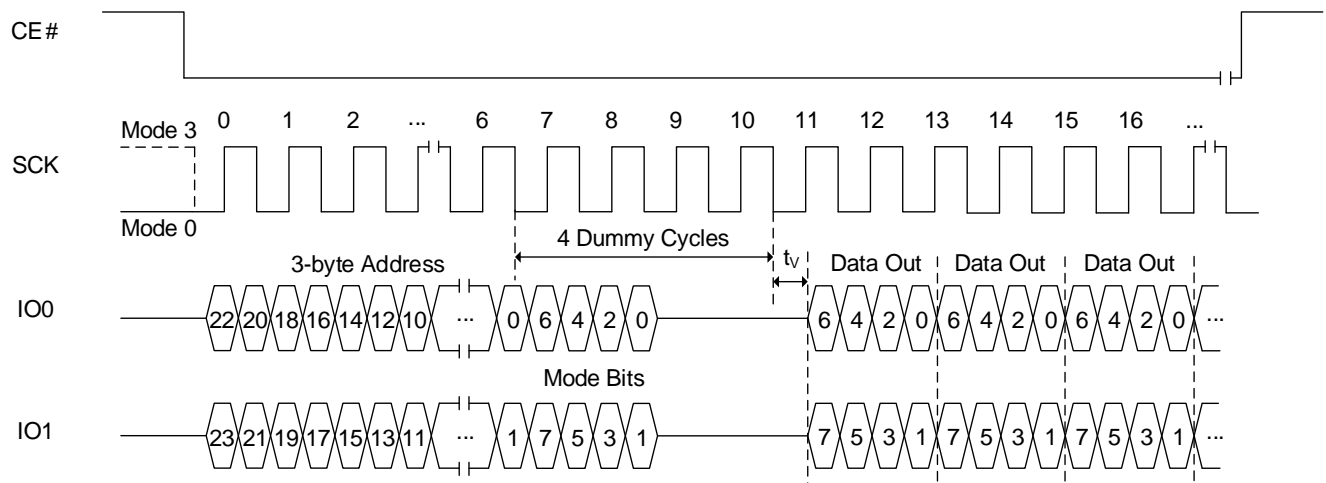 CE#
0 1 2 ... 6 7 8 9 10 11 12 13 14 15 16 ...
Mode 3
SCK
Mode 0
4 Dummy Cycles
3-byte Address
tV
Data Out Data Out Data Out
IO0
22 20 18 16 14 12 10 ... 0 6 4 2 0 6 4 2 0 6 4 2 0 6 4 2 0 ...
Mode Bits
IO1
23 21 19 17 15 13 11 ... 1 7 5 3 1 7 5 3 1 7 5 3 1 7 5 3 1 ...